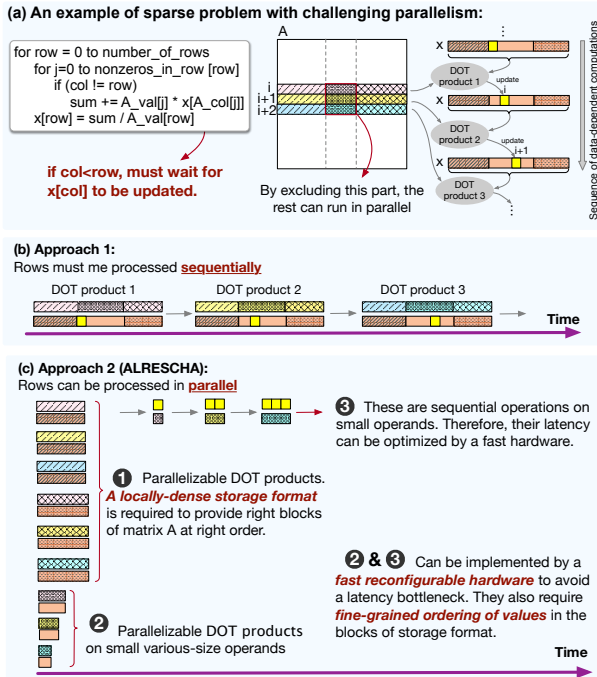 (a) An example of sparse problem with challenging parallelism:
for row = 0 to number_of_rows
for j=0 to nonzeros_in_row [row]
if (col != row)
sum += A_val[j] * x[A_col[j]]
x[row] = sum / A_val[row]
if col<row, must wait for
x[col] to be updated.
A
i
i+1
i+2
By excluding this part, the
rest can run in parallel
⋮
x
DOT
product 1
update
i
x
DOT
product 2
update
i+1
x
DOT
product 3
⋮
Sequence of data-dependent comoutations
(b) Approach 1:
Rows must me processed sequentially
DOT product 1
DOT product 2
DOT product 3
Time
(c) Approach 2 (ALRESCHA):
Rows can be processed in parallel
3 These are sequential operations on
small operands. Therefore, their latency
can be optimized by a fast hardware.
1 Parallelizable DOT products.
A locally-dense storage format
is required to provide right blocks
of matrix A at right order.
2 & 3 Can be implemented by a
fast reconfigurable hardware to avoid
a latency bottleneck. They also require
fine-grained ordering of values in the
blocks of storage format.
2 Parallelizable DOT products
on small various-size operands
Time